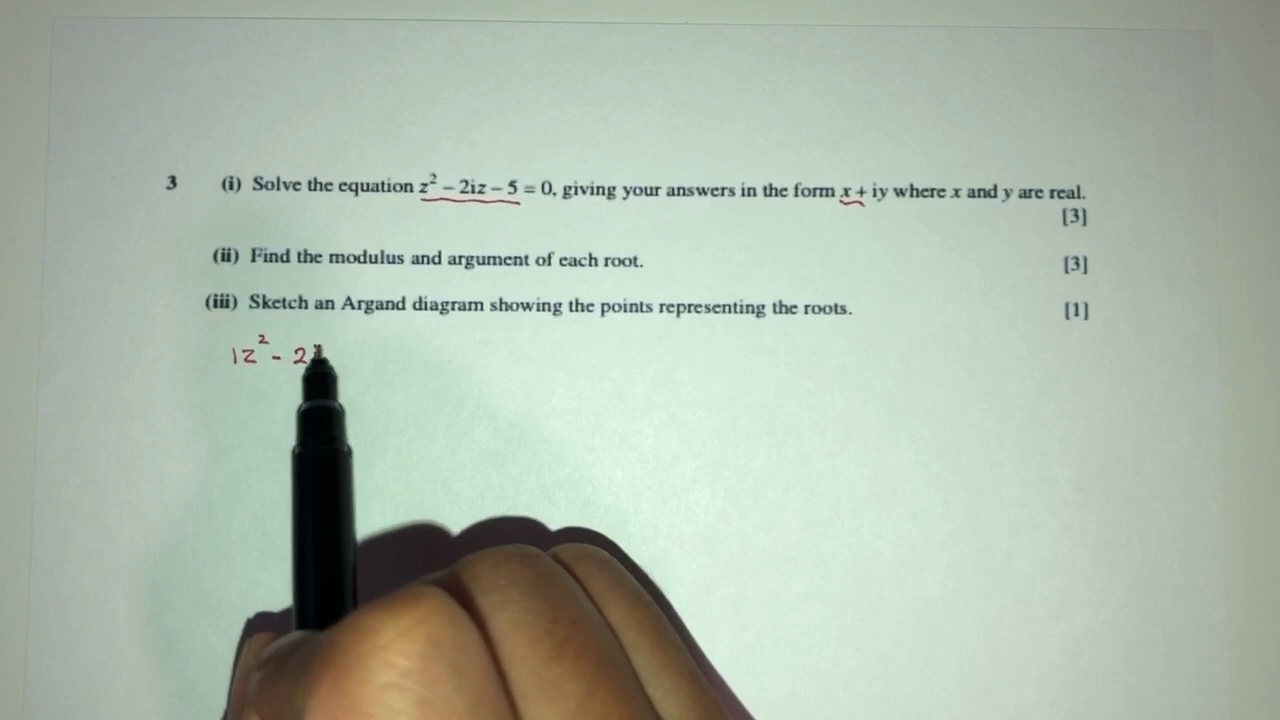 3 (i) Solve the equation z² − 2iz − 5 = 0, giving your answers in the form x + iy where x and y are real.
[3]
(ii) Find the modulus and argument of each root. [3]
(iii) Sketch an Argand diagram showing the points representing the roots. [1]
1z² - 2